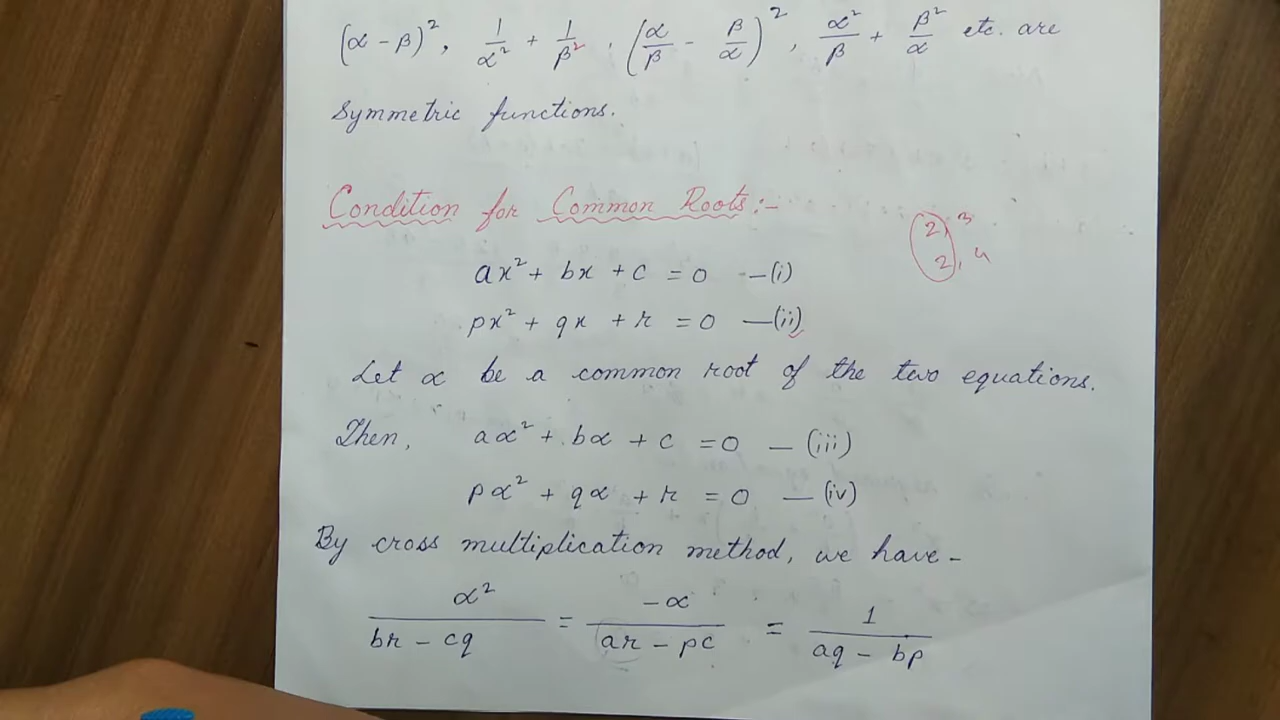 (α - β)², 1/α² + 1/β², (α/β - β/α)², α²/β + β²/α etc. are
Symmetric functions.
Condition for Common Roots:-
2, 3
2, 4
ax² + bx + c = 0 —(i)
px² + qx + r = 0 —(ii)
Let α be a common root of the two equations.
Then, aα² + bα + c = 0 — (iii)
pα² + qα + r = 0 — (iv)
By cross multiplication method, we have -
α²/(br - cq) = -α/(ar - pc) = 1/(aq - bp)